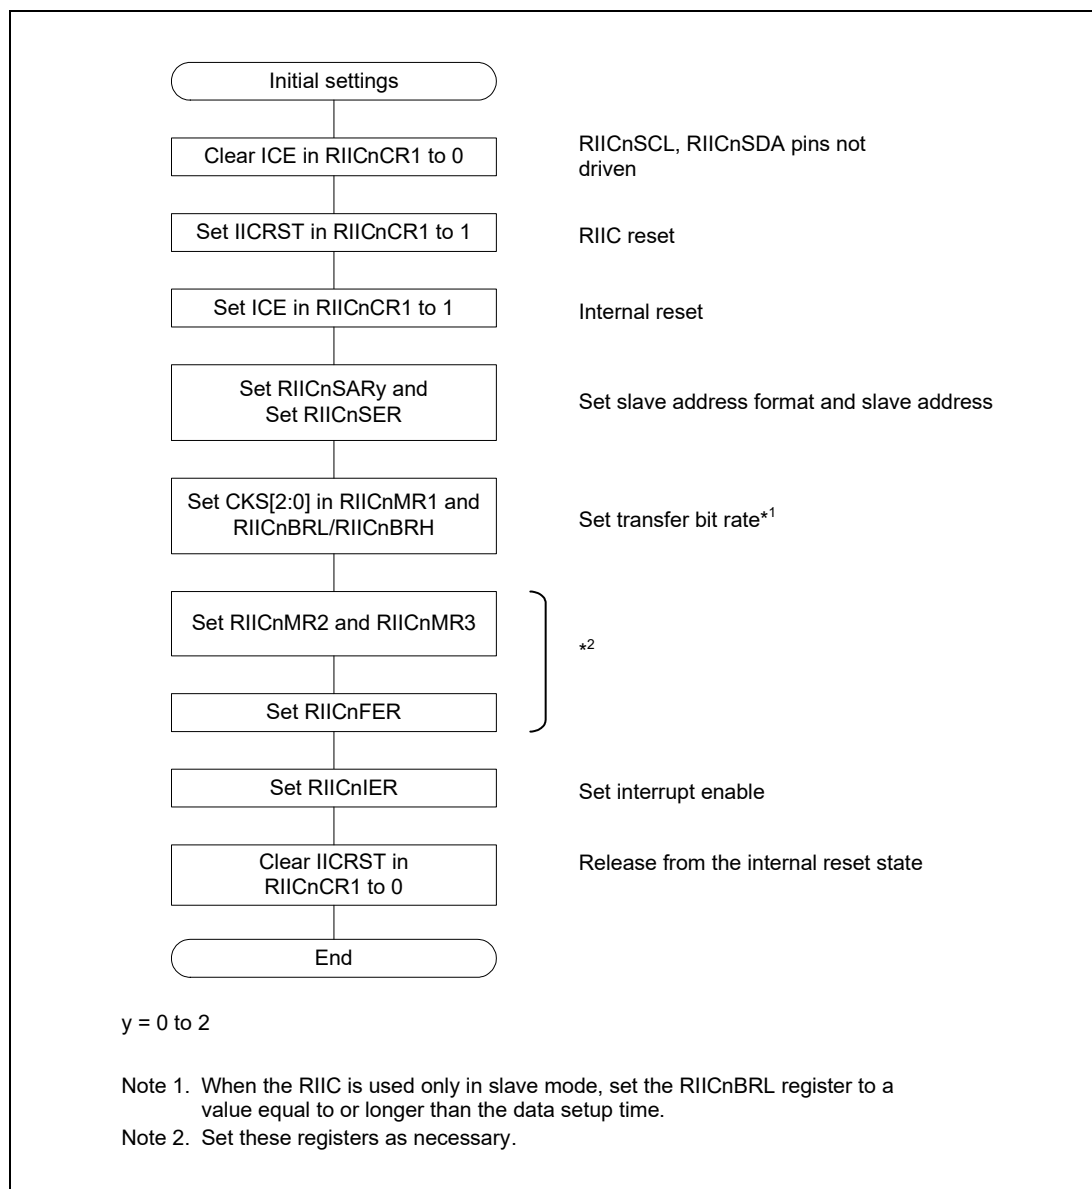 Initial settings
Clear ICE in RIICnCR1 to 0
RIICnSCL, RIICnSDA pins not
driven
Set IICRST in RIICnCR1 to 1
RIIC reset
Set ICE in RIICnCR1 to 1
Internal reset
Set RIICnSARy and
Set RIICnSER
Set slave address format and slave address
Set CKS[2:0] in RIICnMR1 and
RIICnBRL/RIICnBRH
Set transfer bit rate*1
Set RIICnMR2 and RIICnMR3
*2
Set RIICnFER
Set RIICnIER
Set interrupt enable
Clear IICRST in
RIICnCR1 to 0
Release from the internal reset state
End
y = 0 to 2
Note 1. When the RIIC is used only in slave mode, set the RIICnBRL register to a
value equal to or longer than the data setup time.
Note 2. Set these registers as necessary.